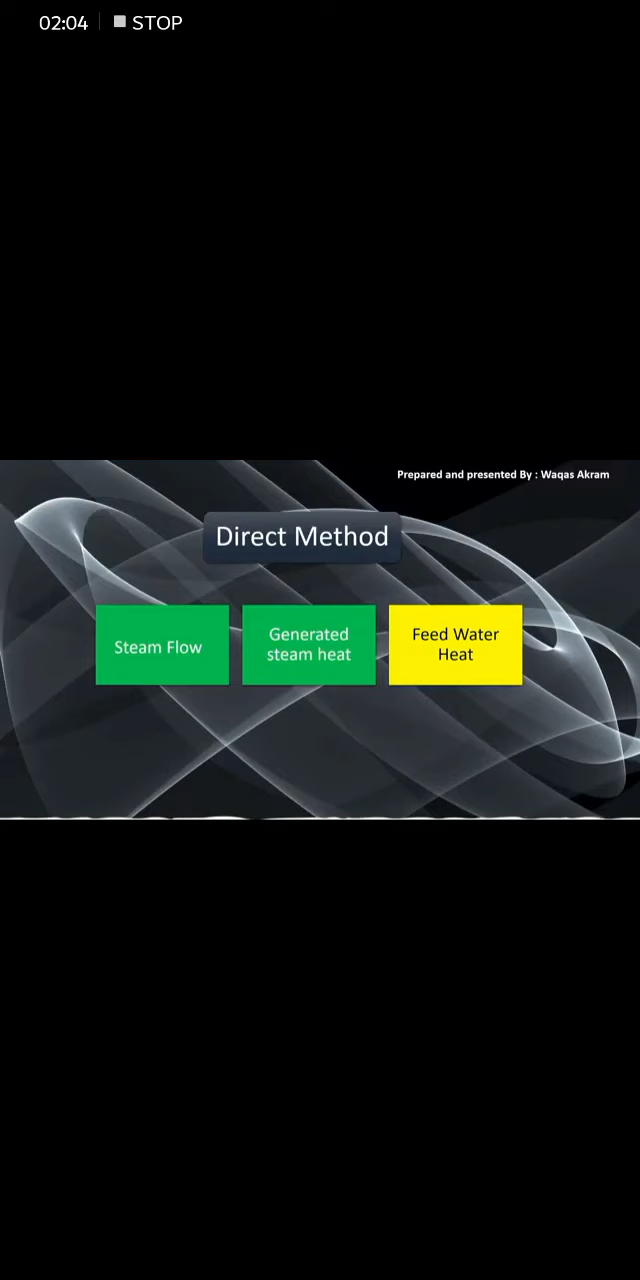 02:04
STOP
Prepared and presented By : Waqas Akram
Direct Method
Steam Flow
Generated
steam heat
Feed Water
Heat